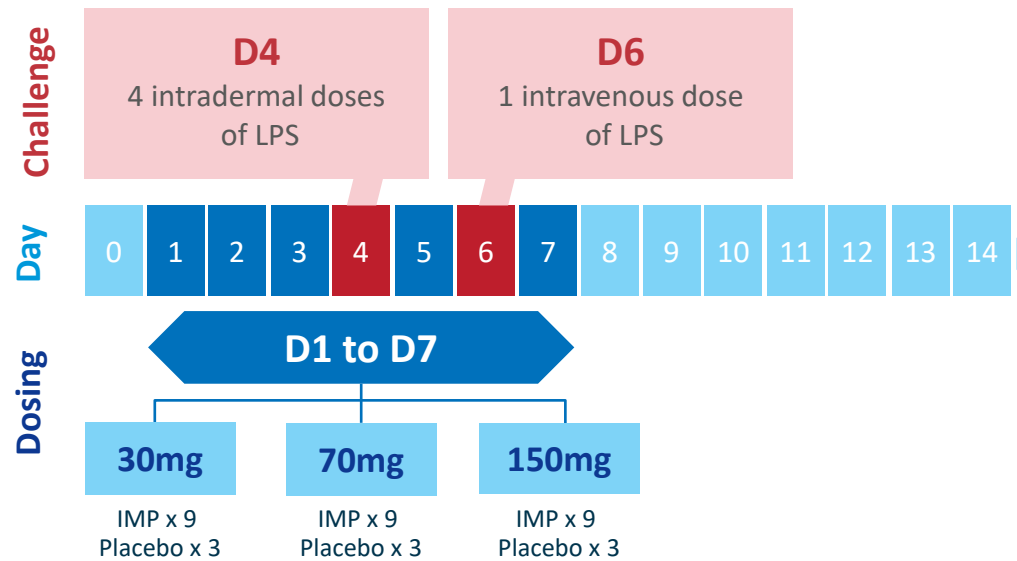 Challenge
D4
4 intradermal doses
of LPS
D6
1 intravenous dose
of LPS
Day
0 1 2 3 4 5 6 7 8 9 10 11 12 13 14
Dosing
D1 to D7
30mg
IMP x 9
Placebo x 3
70mg
IMP x 9
Placebo x 3
150mg
IMP x 9
Placebo x 3